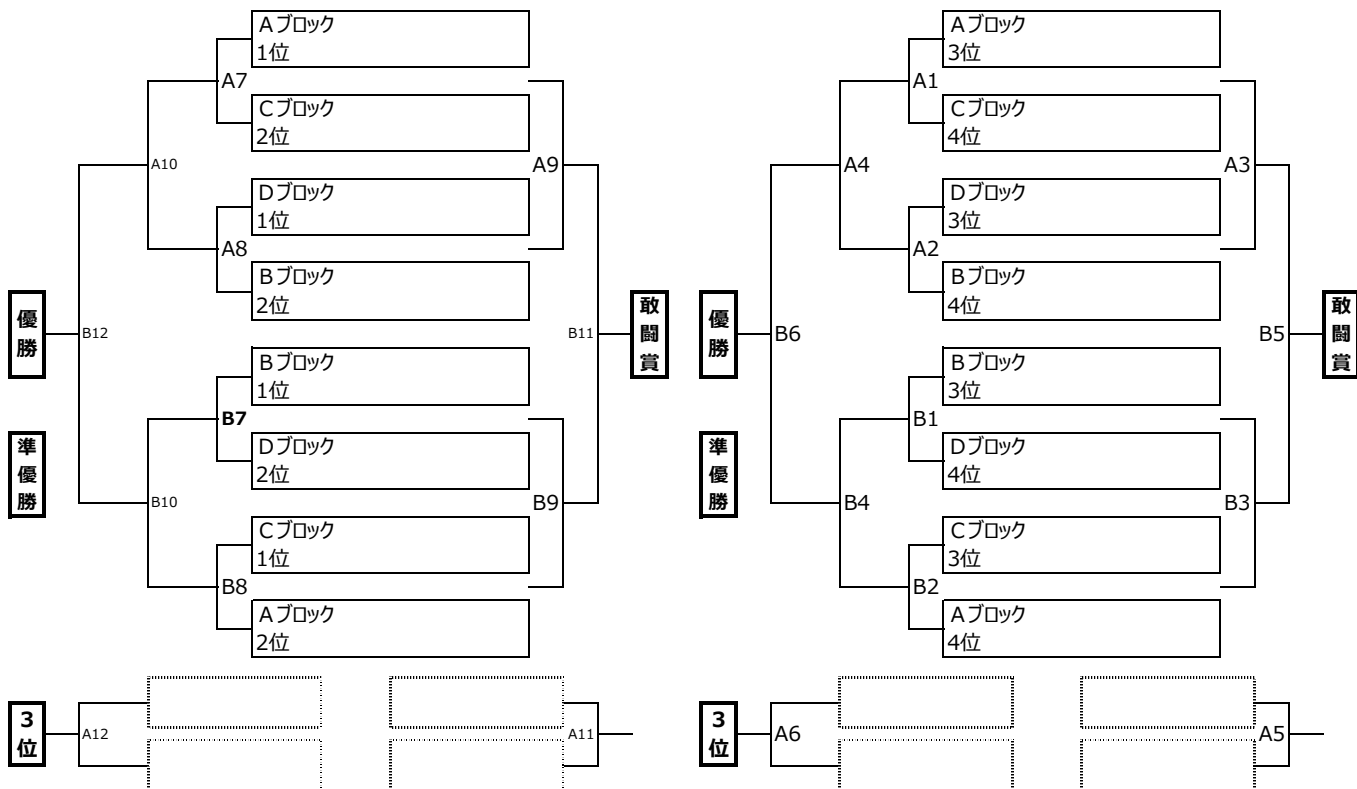 Aブロック
1位
A7
Cブロック
2位
A10
A9
Dブロック
1位
A8
Bブロック
2位
優勝
B12
B11
敢闘賞
Bブロック
1位
B7
Dブロック
2位
準優勝
B10
B9
Cブロック
1位
B8
Aブロック
2位
3位
A12
A11
Aブロック
3位
A1
Cブロック
4位
A4
A3
Dブロック
3位
A2
Bブロック
4位
優勝
B6
B5
敢闘賞
Bブロック
3位
B1
Dブロック
4位
準優勝
B4
B3
Cブロック
3位
B2
Aブロック
4位
3位
A6
A5